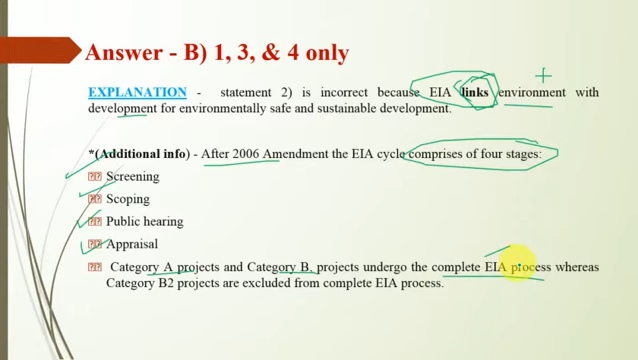 Answer - B) 1, 3, & 4 only
EXPLANATION - statement 2) is incorrect because EIA links environment with
development for environmentally safe and sustainable development.
*(Additional info) - After 2006 Amendment the EIA cycle comprises of four stages:
Screening
Scoping
Public hearing
Appraisal
Category A projects and Category B, projects undergo the complete EIA process whereas
Category B2 projects are excluded from complete EIA process.